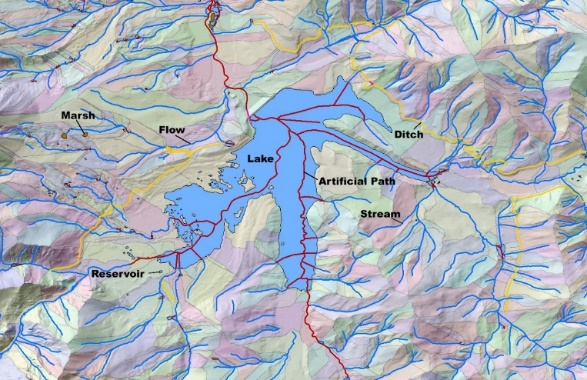 Marsh
Flow
Ditch
Lake
Artificial Path
Stream
Reservoir